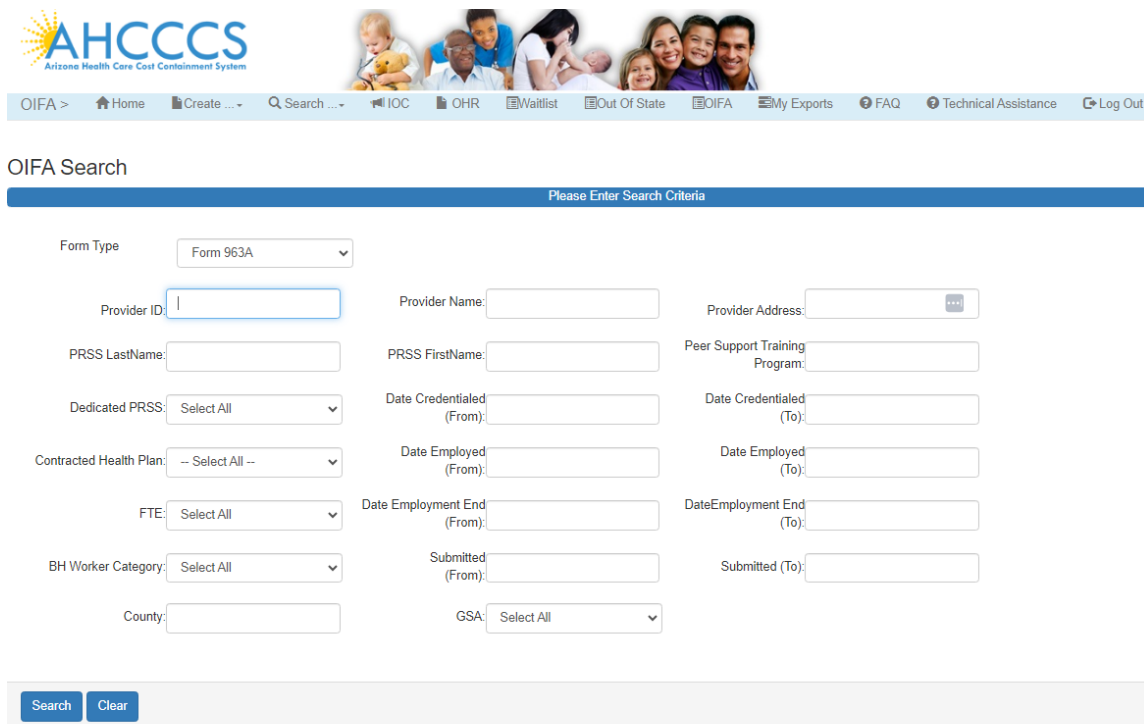 AHCCCS
Arizona Health Care Cost Containment System
OIFA > Home Create ... Search ... IOC OHR Waitlist Out Of State OIFA My Exports FAQ Technical Assistance Log Out
OIFA Search
Please Enter Search Criteria
Form Type Form 963A
Provider ID: Provider Name: Provider Address:
PRSS LastName: PRSS FirstName: Peer Support Training
Program:
Dedicated PRSS: Select All Date Credentialed Date Credentialed
(From): (To):
Contracted Health Plan: -- Select All -- Date Employed Date Employed
(From): (To):
FTE: Select All Date Employment End DateEmployment End
(From): (To):
BH Worker Category: Select All Submitted Submitted (To):
(From):
County: GSA: Select All
Search Clear